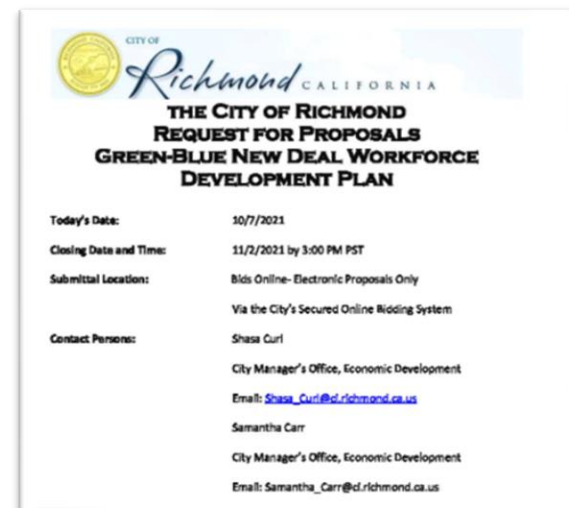 CITY OF
Richmond CALIFORNIA
THE CITY OF RICHMOND
REQUEST FOR PROPOSALS
GREEN-BLUE NEW DEAL WORKFORCE
DEVELOPMENT PLAN
Today's Date: 10/7/2021
Closing Date and Time: 11/2/2021 by 3:00 PM PST
Submittal Location: Bids Online- Electronic Proposals Only
Via the City's Secured Online Bidding System
Contact Persons: Shasa Curl
City Manager's Office, Economic Development
Email: Shasa_Curl@ci.richmond.ca.us
Samantha Carr
City Manager's Office, Economic Development
Email: Samantha_Carr@ci.richmond.ca.us